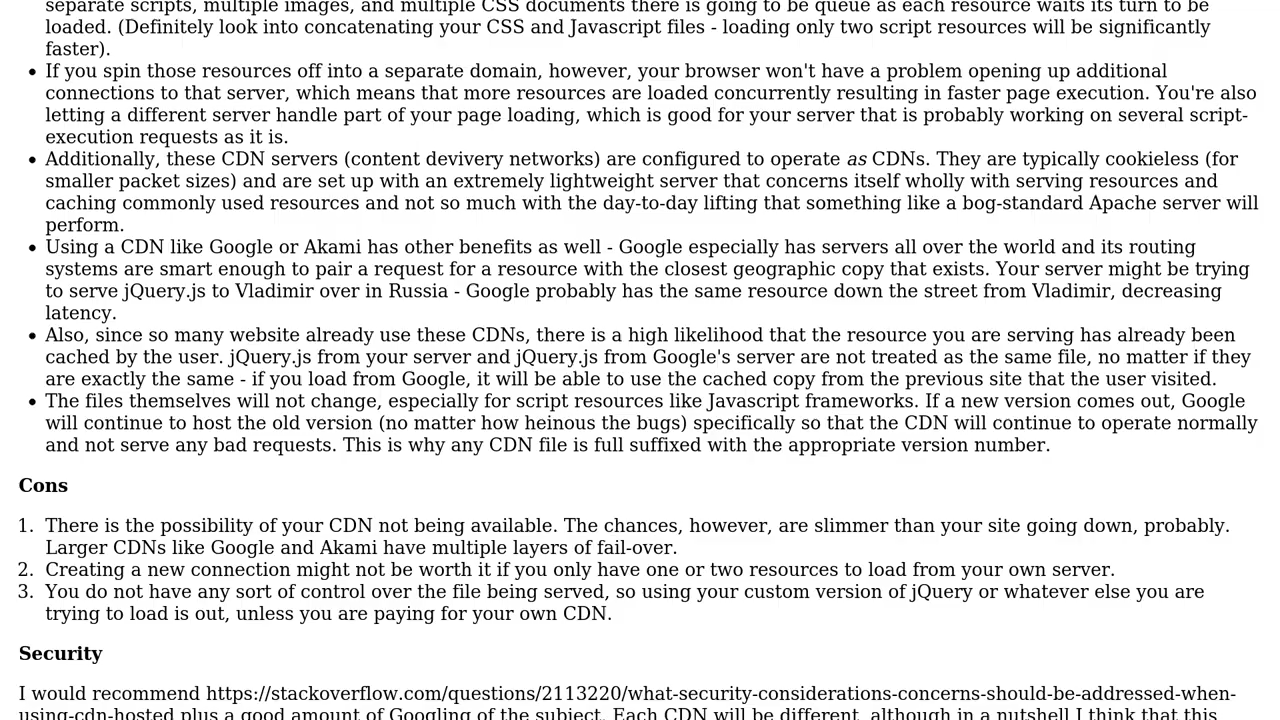 separate scripts, multiple images, and multiple CSS documents there is going to be queue as each resource waits its turn to be
loaded. (Definitely look into concatenating your CSS and Javascript files - loading only two script resources will be significantly
faster).
• If you spin those resources off into a separate domain, however, your browser won't have a problem opening up additional
connections to that server, which means that more resources are loaded concurrently resulting in faster page execution. You're also
letting a different server handle part of your page loading, which is good for your server that is probably working on several script-
execution requests as it is.
• Additionally, these CDN servers (content devivery networks) are configured to operate as CDNs. They are typically cookieless (for
smaller packet sizes) and are set up with an extremely lightweight server that concerns itself wholly with serving resources and
caching commonly used resources and not so much with the day-to-day lifting that something like a bog-standard Apache server will
perform.
• Using a CDN like Google or Akami has other benefits as well - Google especially has servers all over the world and its routing
systems are smart enough to pair a request for a resource with the closest geographic copy that exists. Your server might be trying
to serve jQuery.js to Vladimir over in Russia - Google probably has the same resource down the street from Vladimir, decreasing
latency.
• Also, since so many website already use these CDNs, there is a high likelihood that the resource you are serving has already been
cached by the user. jQuery.js from your server and jQuery.js from Google's server are not treated as the same file, no matter if they
are exactly the same - if you load from Google, it will be able to use the cached copy from the previous site that the user visited.
• The files themselves will not change, especially for script resources like Javascript frameworks. If a new version comes out, Google
will continue to host the old version (no matter how heinous the bugs) specifically so that the CDN will continue to operate normally
and not serve any bad requests. This is why any CDN file is full suffixed with the appropriate version number.
Cons
1. There is the possibility of your CDN not being available. The chances, however, are slimmer than your site going down, probably.
Larger CDNs like Google and Akami have multiple layers of fail-over.
2. Creating a new connection might not be worth it if you only have one or two resources to load from your own server.
3. You do not have any sort of control over the file being served, so using your custom version of jQuery or whatever else you are
trying to load is out, unless you are paying for your own CDN.
Security
I would recommend https://stackoverflow.com/questions/2113220/what-security-considerations-concerns-should-be-addressed-when-
using-cdn-hosted plus a good amount of Googling of the subject. Each CDN will be different, although in a nutshell I think that this